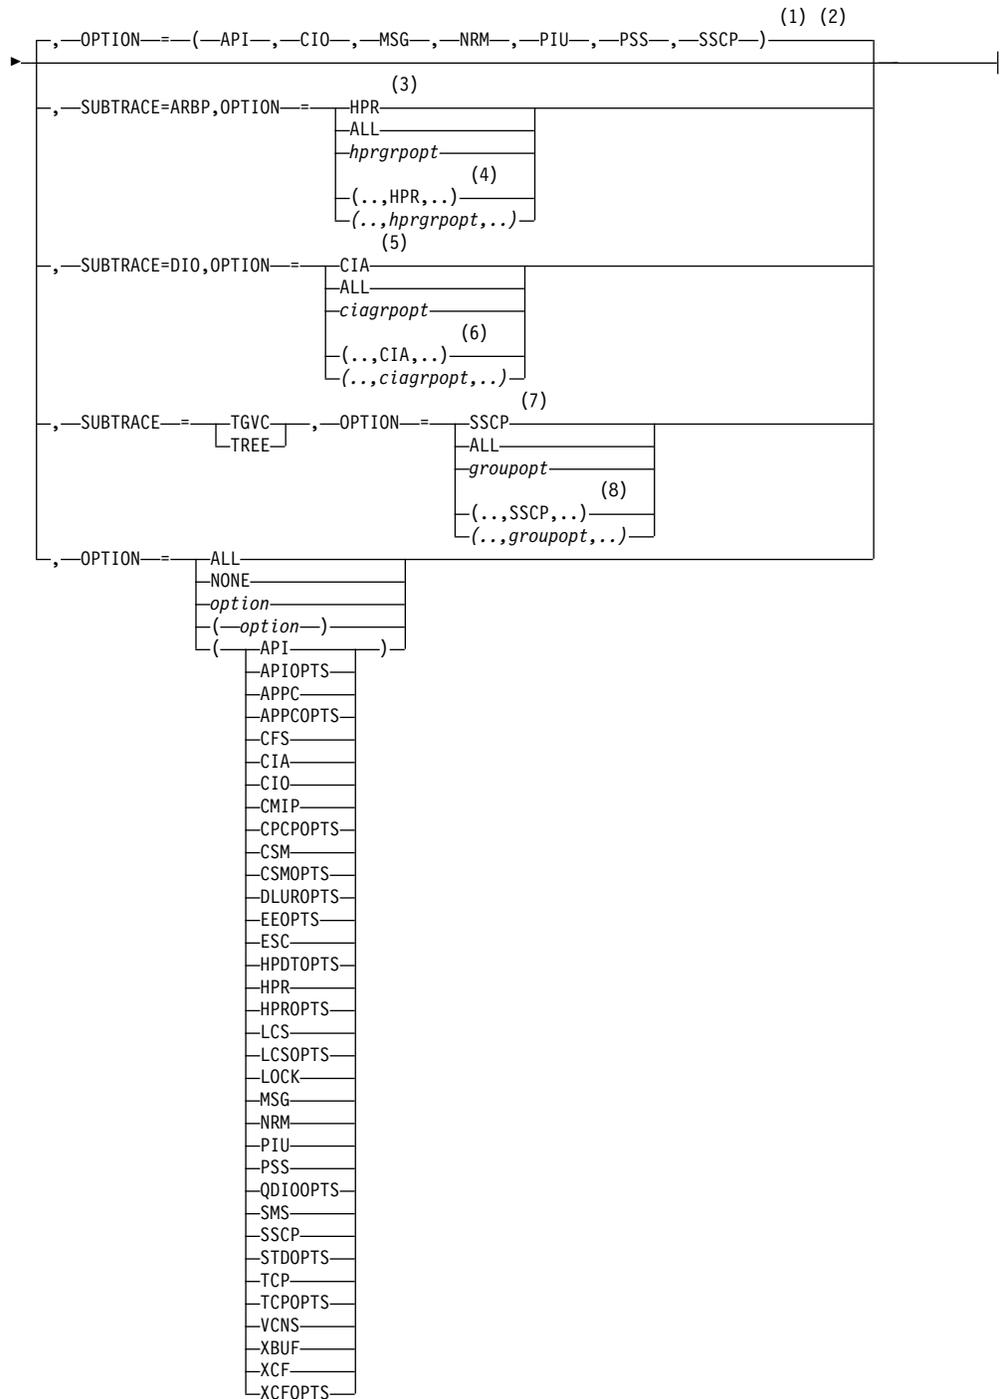 (1) (2)
, OPTION = ( API , CIO , MSG , NRM , PIU , PSS , SSCP )
(3)
, SUBTRACE=ARBP,OPTION = HPR
ALL
hprgrpopt
(4)
(..,HPR,..)
(..,hprgrpopt,..)
(5)
, SUBTRACE=DIO,OPTION = CIA
ALL
ciagrpopt
(6)
(..,CIA,..)
(..,ciagrpopt,..)
(7)
, SUBTRACE = TGVC , OPTION = SSCP
TREE ALL
groupopt
(8)
(..,SSCP,..)
(..,groupopt,..)
, OPTION = ALL
NONE
option
( option )
( API )
APIOPTS
APPC
APPCOPTS
CFS
CIA
CIO
CMIP
CPCPOPTS
CSM
CSMOPTS
DLUROPTS
EEOPTS
ESC
HPDTOPTS
HPR
HPROPTS
LCS
LCSOPTS
LOCK
MSG
NRM
PIU
PSS
QDIOOPTS
SMS
SSCP
STDOPTS
TCP
TCPOPTS
VCNS
XBUF
XCF
XCFOPTS